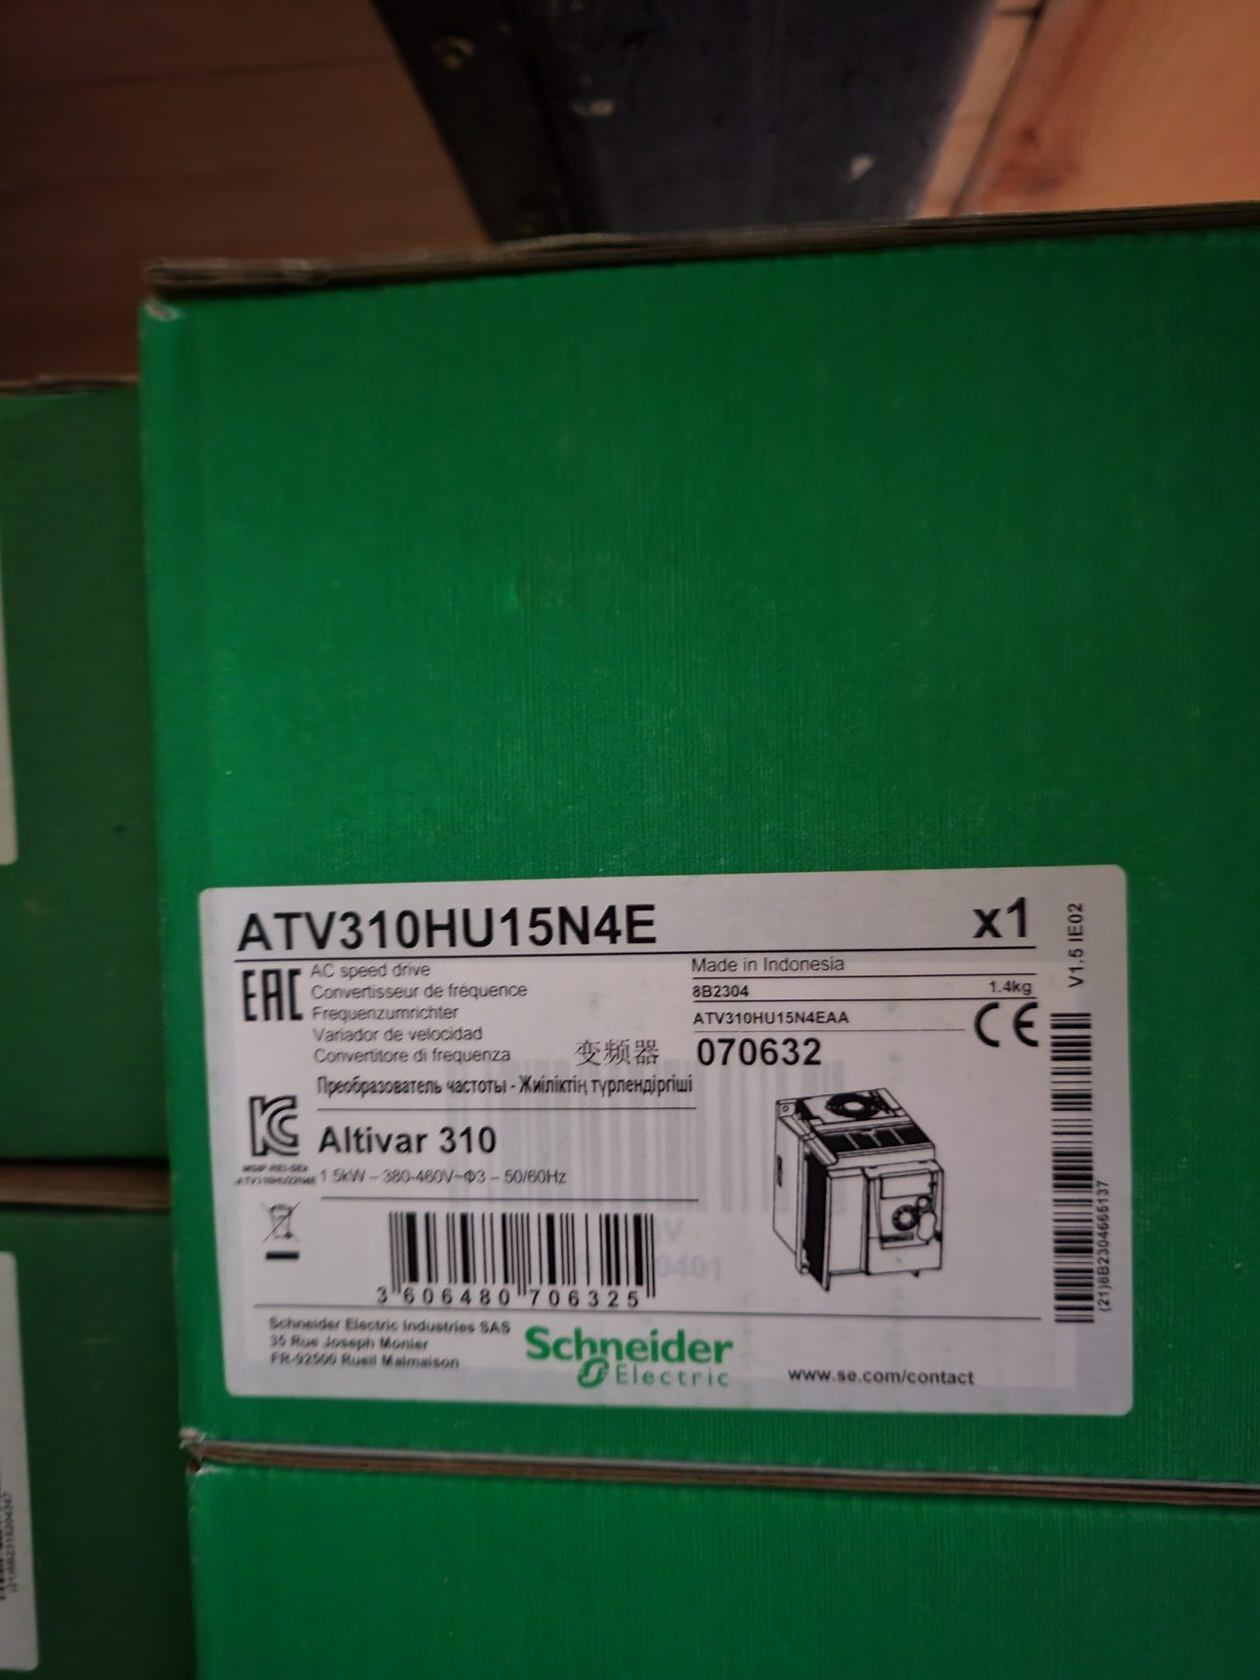 ATV310HU15N4E
x1
V1.5 IE02
EAC
AC speed drive
Convertisseur de fréquence
Frequenzumrichter
Variador de velocidad
Convertitore di frequenza
变频器
Преобразователь частоты - Жиіліктің түрлендіргіші
Made in Indonesia
8B2304
1.4kg
ATV310HU15N4EAA
CE
070632
Altivar 310
1.5kW – 380-460V~Φ3 – 50/60Hz
3 606480 706325
(21)8B2304665137
Schneider Electric Industries SAS
35 Rue Joseph Monier
FR-92500 Rueil Malmaison
Schneider
Electric
www.se.com/contact